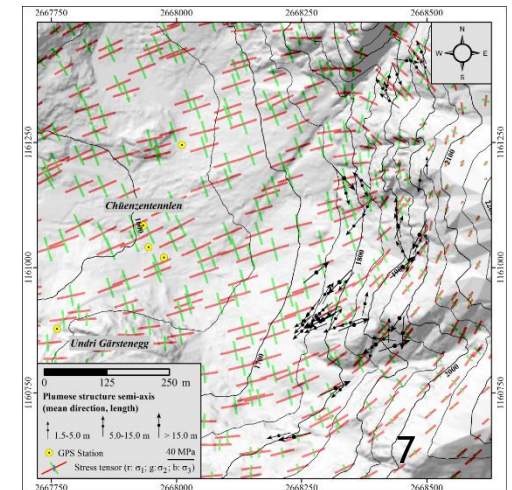 2667750 2668000 2668250 2668500
N
W E
S
1161250
1161250
2100
Chüenzentennlen
1600
1800
1161000
1161000
1900
Undri Gärstenegg
1700
0 125 250
m
2000
1160750
1160750
Plumose structure semi-axis
(mean direction, length)
1.5-5.0 m 5.0-15.0 m > 15.0 m
GPS Station 40 MPa
Stress tensor (r: σ1; g: σ2; b: σ3)
7
2667750 2668000 2668250 2668500